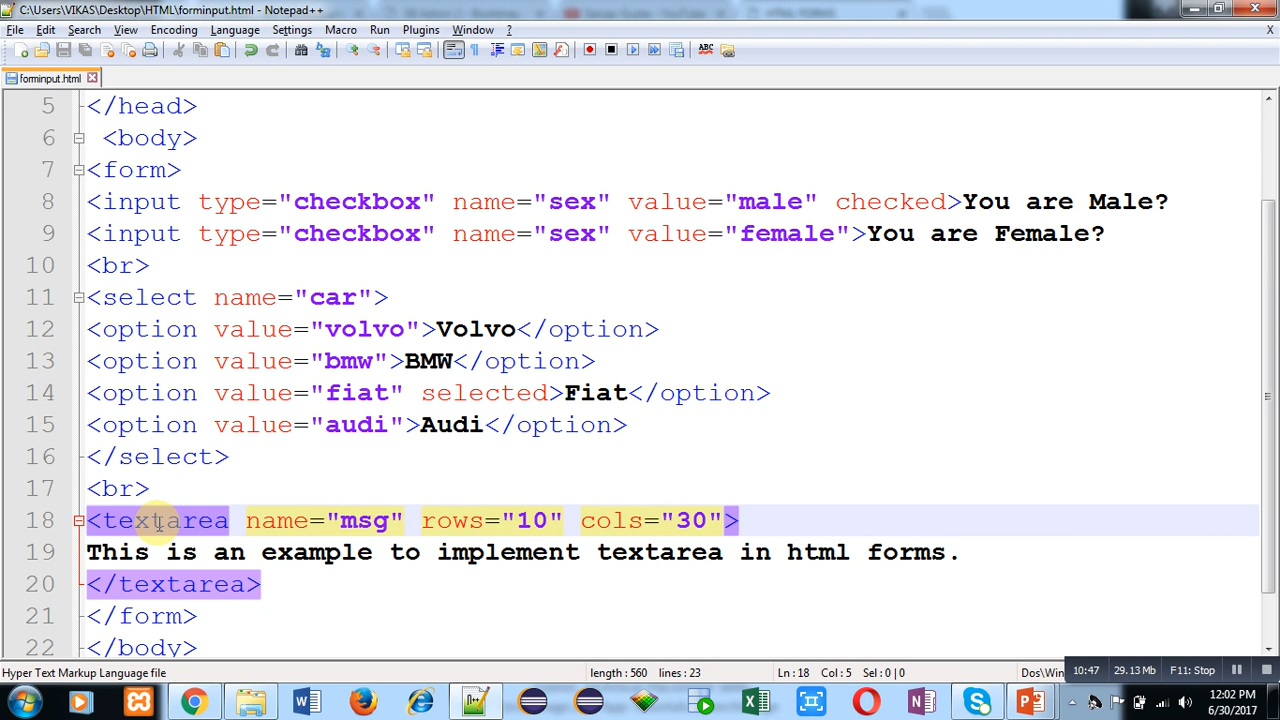 C:\Users\VIKAS\Desktop\HTML\forminput.html - Notepad++
File Edit Search View Encoding Language Settings Macro Run Plugins Window ? X
forminput.html
5 </head>
6 <body>
7 <form>
8 <input type="checkbox" name="sex" value="male" checked>You are Male?
9 <input type="checkbox" name="sex" value="female">You are Female?
10 <br>
11 <select name="car">
12 <option value="volvo">Volvo</option>
13 <option value="bmw">BMW</option>
14 <option value="fiat" selected>Fiat</option>
15 <option value="audi">Audi</option>
16 </select>
17 <br>
18 <textarea name="msg" rows="10" cols="30">
19 This is an example to implement textarea in html forms.
20 </textarea>
21 </form>
22 </body>
Hyper Text Markup Language file length : 560 lines : 23 Ln : 18 Col : 5 Sel : 0 | 0 Dos\Win 10:47 29.13 Mb F11: Stop
12:02 PM
6/30/2017